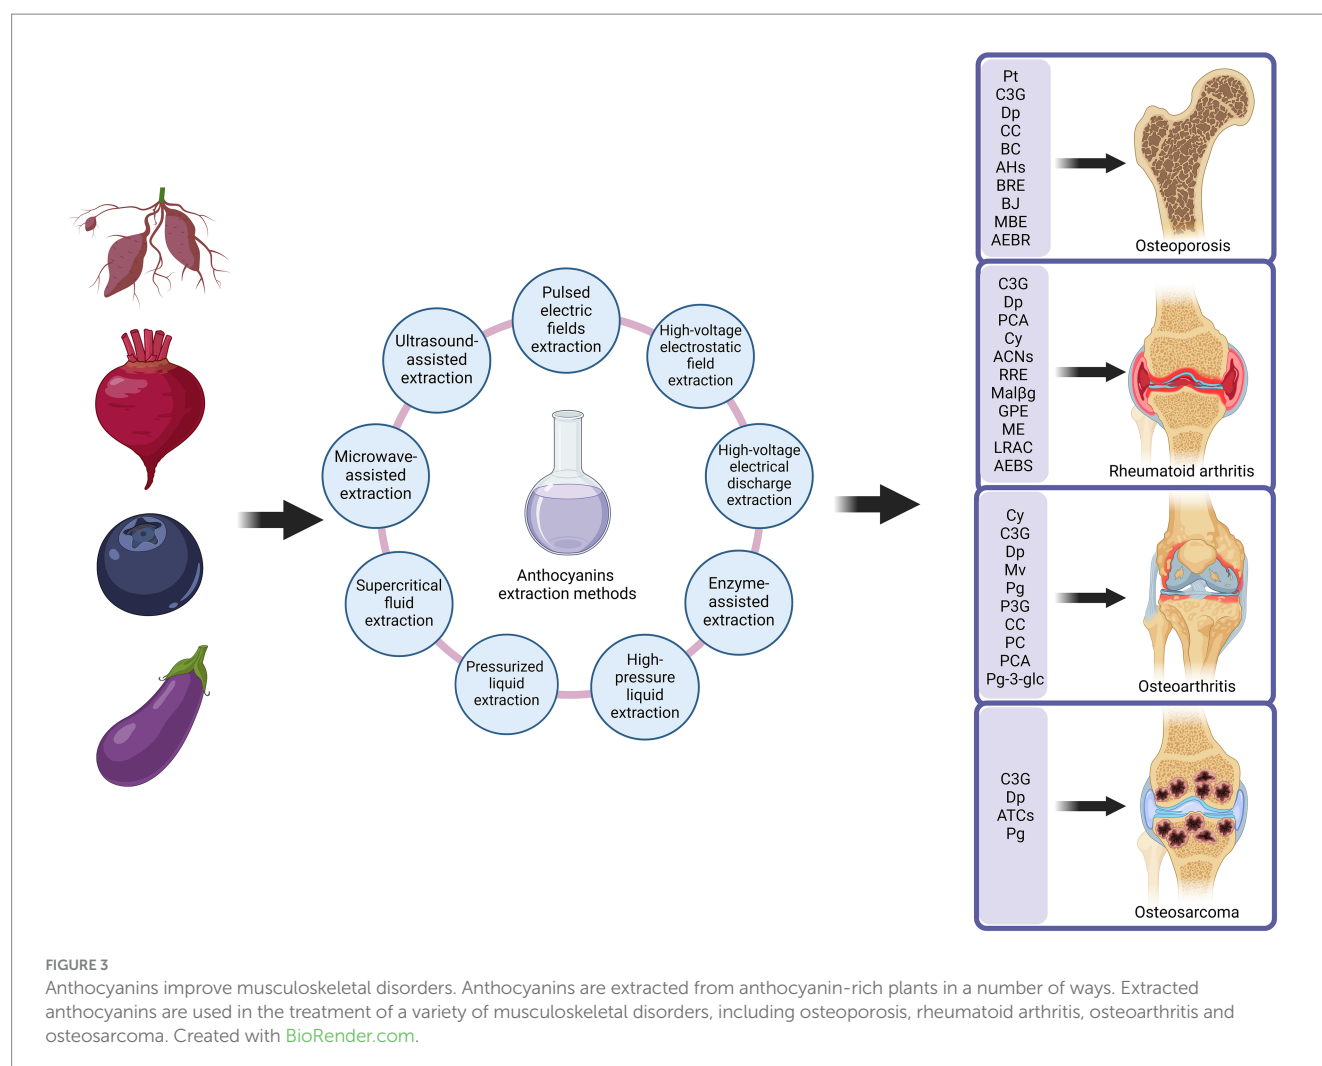 Pulsed
electric
fields
extraction
High-voltage
electrostatic
field
extraction
High-voltage
electrical
discharge
extraction
Enzyme-
assisted
extraction
High-
pressure
liquid
extraction
Pressurized
liquid
extraction
Supercritical
fluid
extraction
Microwave-
assisted
extraction
Ultrasound-
assisted
extraction
Anthocyanins
extraction methods
Pt
C3G
Dp
CC
BC
AHs
BRE
BJ
MBE
AEBR
Osteoporosis
C3G
Dp
PCA
Cy
ACNs
RRE
Malβg
GPE
ME
LRAC
AEBS
Rheumatoid arthritis
Cy
C3G
Dp
Mv
Pg
P3G
CC
PC
PCA
Pg-3-glc
Osteoarthritis
C3G
Dp
ATCs
Pg
Osteosarcoma
FIGURE 3
Anthocyanins improve musculoskeletal disorders. Anthocyanins are extracted from anthocyanin-rich plants in a number of ways. Extracted
anthocyanins are used in the treatment of a variety of musculoskeletal disorders, including osteoporosis, rheumatoid arthritis, osteoarthritis and
osteosarcoma. Created with BioRender.com.